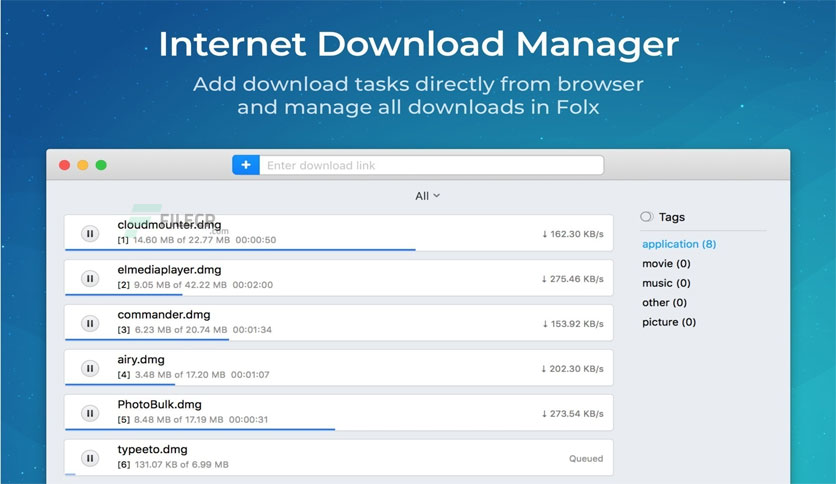 Internet Download Manager
Add download tasks directly from browser
and manage all downloads in Folx
+ Enter download link
All
FILECR
.com
cloudmounter.dmg
[1] 14.60 MB of 22.77 MB 00:00:50
↓ 162.30 KB/s
elmediaplayer.dmg
[2] 9.05 MB of 42.22 MB 00:02:00
↓ 275.46 KB/s
commander.dmg
[3] 6.23 MB of 20.74 MB 00:01:34
↓ 153.92 KB/s
airy.dmg
[4] 3.48 MB of 17.20 MB 00:01:07
↓ 202.30 KB/s
PhotoBulk.dmg
[5] 8.48 MB of 17.19 MB 00:00:31
↓ 273.54 KB/s
typeeto.dmg
[6] 131.07 KB of 6.99 MB
Queued
Tags
application (8)
movie (0)
music (0)
other (0)
picture (0)